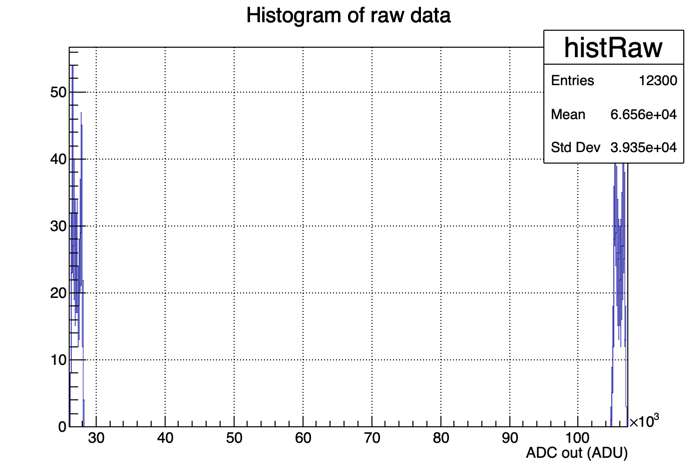 Histogram of raw data
histRaw
Entries 12300
Mean 6.656e+04
Std Dev 3.935e+04
50
40
30
20
10
0
30 40 50 60 70 80 90 100
×10³
ADC out (ADU)